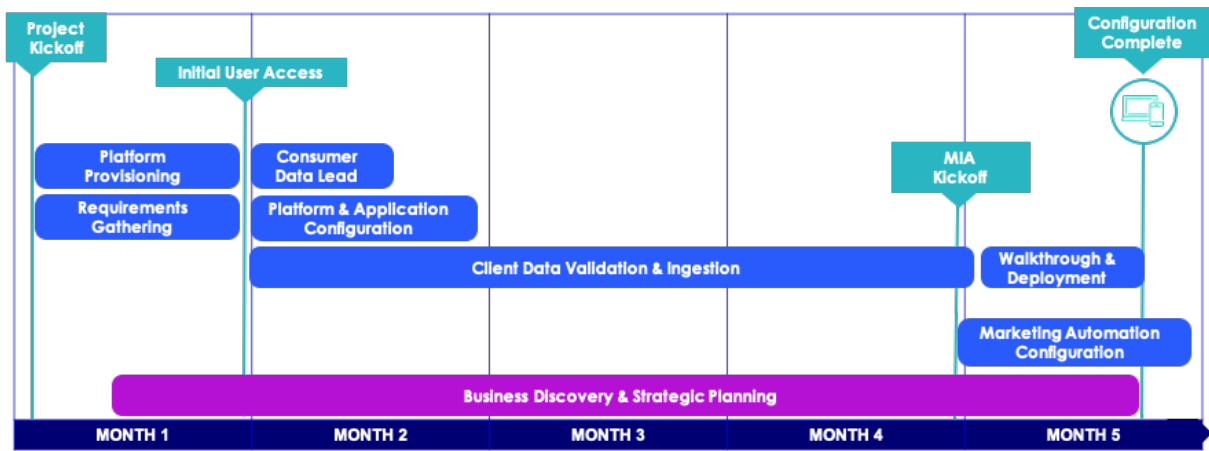 Project
Kickoff
Configuration
Complete
Initial User Access
Platform
Provisioning
Consumer
Data Lead
MIA
Kickoff
Requirements
Gathering
Platform & Application
Configuration
Client Data Validation & Ingestion
Walkthrough &
Deployment
Marketing Automation
Configuration
Business Discovery & Strategic Planning
MONTH 1
MONTH 2
MONTH 3
MONTH 4
MONTH 5